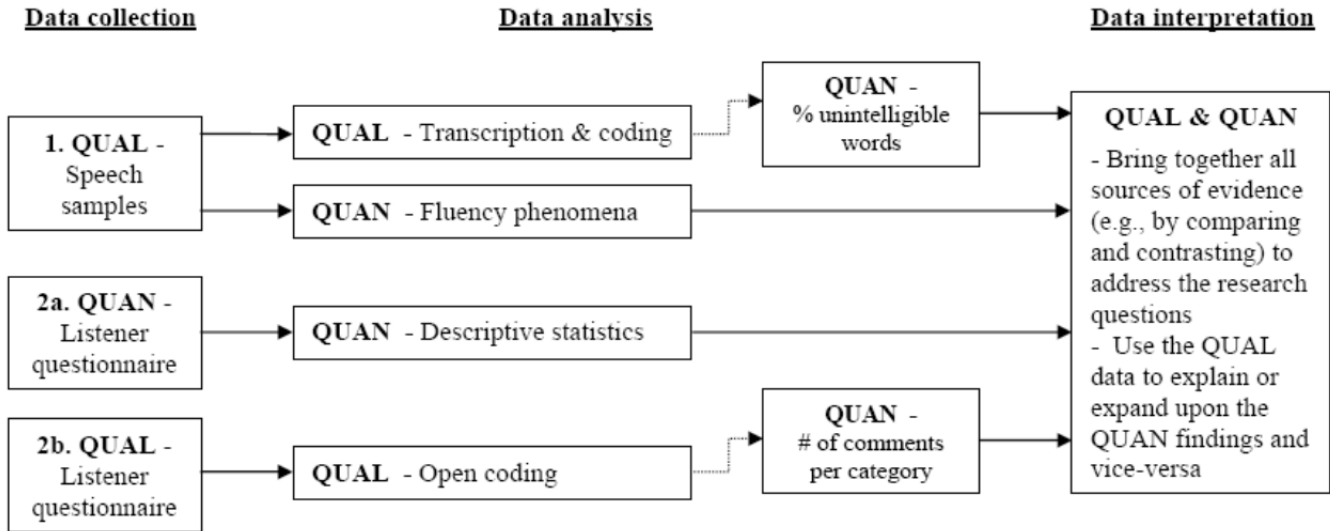 Data collection
Data analysis
Data interpretation
1. QUAL -
Speech
samples
QUAL - Transcription & coding
QUAN -
% unintelligible
words
QUAN - Fluency phenomena
2a. QUAN -
Listener
questionnaire
QUAN - Descriptive statistics
2b. QUAL -
Listener
questionnaire
QUAL - Open coding
QUAN -
# of comments
per category
QUAL & QUAN
- Bring together all
sources of evidence
(e.g., by comparing
and contrasting) to
address the research
questions
- Use the QUAL
data to explain or
expand upon the
QUAN findings and
vice-versa